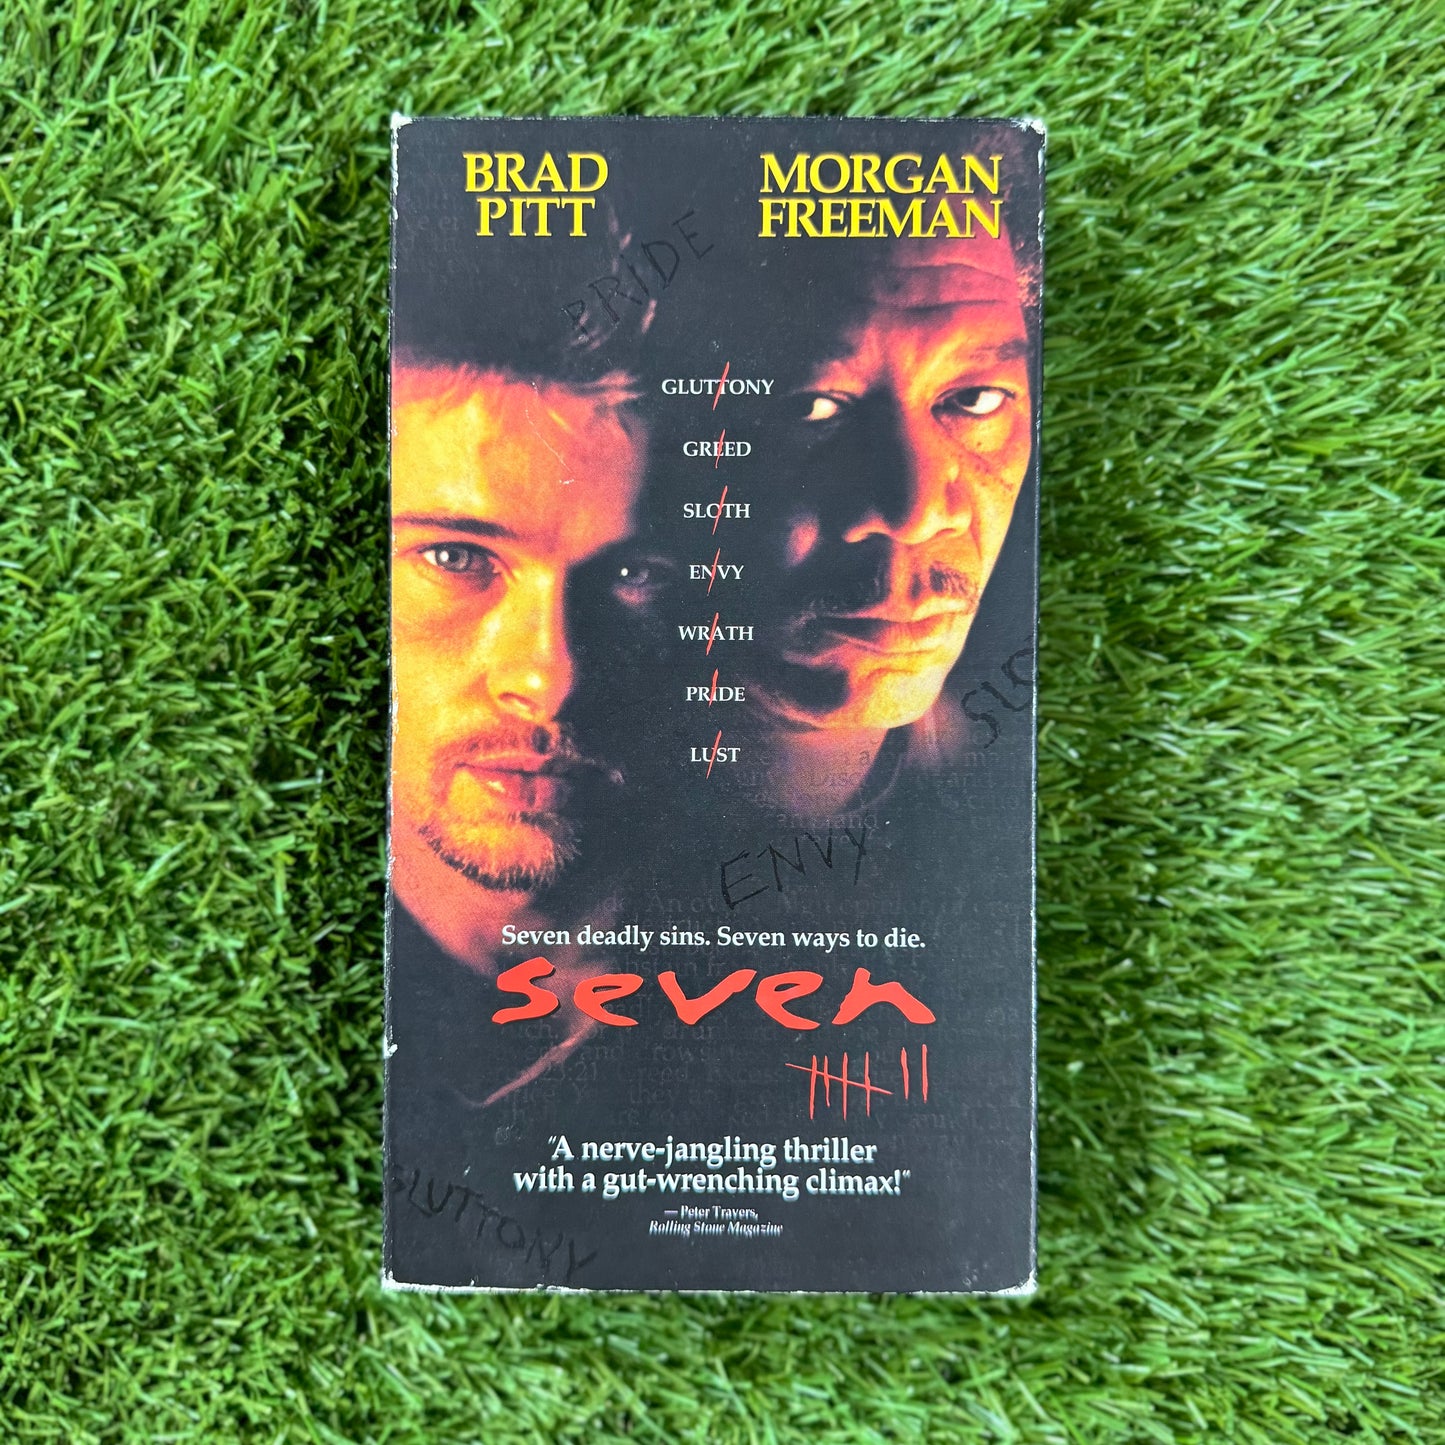 BRAD
PITT
MORGAN
FREEMAN
PRIDE
GLUTTONY
GREED
SLOTH
ENVY
WRATH
PRIDE
LUST
SLO
ENVY
Seven deadly sins. Seven ways to die.
seven
"A nerve-jangling thriller
with a gut-wrenching climax!"
— Peter Travers,
Rolling Stone Magazine
GLUTTONY